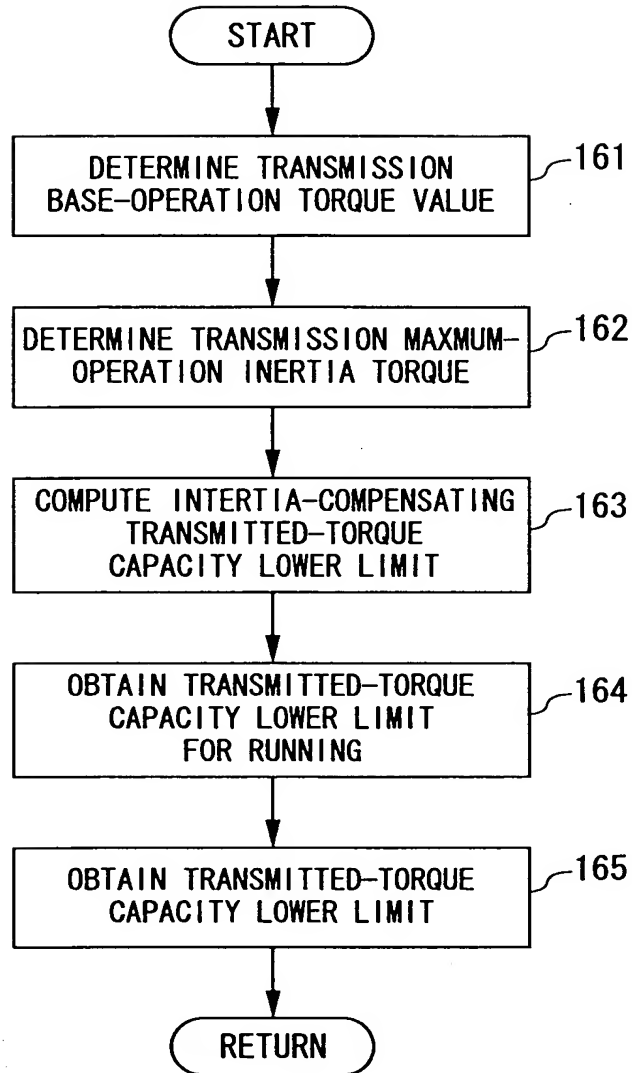 START
DETERMINE TRANSMISSION
BASE-OPERATION TORQUE VALUE
161
DETERMINE TRANSMISSION MAXMUM-
OPERATION INERTIA TORQUE
162
COMPUTE INTERTIA-COMPENSATING
TRANSMITTED-TORQUE
CAPACITY LOWER LIMIT
163
OBTAIN TRANSMITTED-TORQUE
CAPACITY LOWER LIMIT
FOR RUNNING
164
OBTAIN TRANSMITTED-TORQUE
CAPACITY LOWER LIMIT
165
RETURN